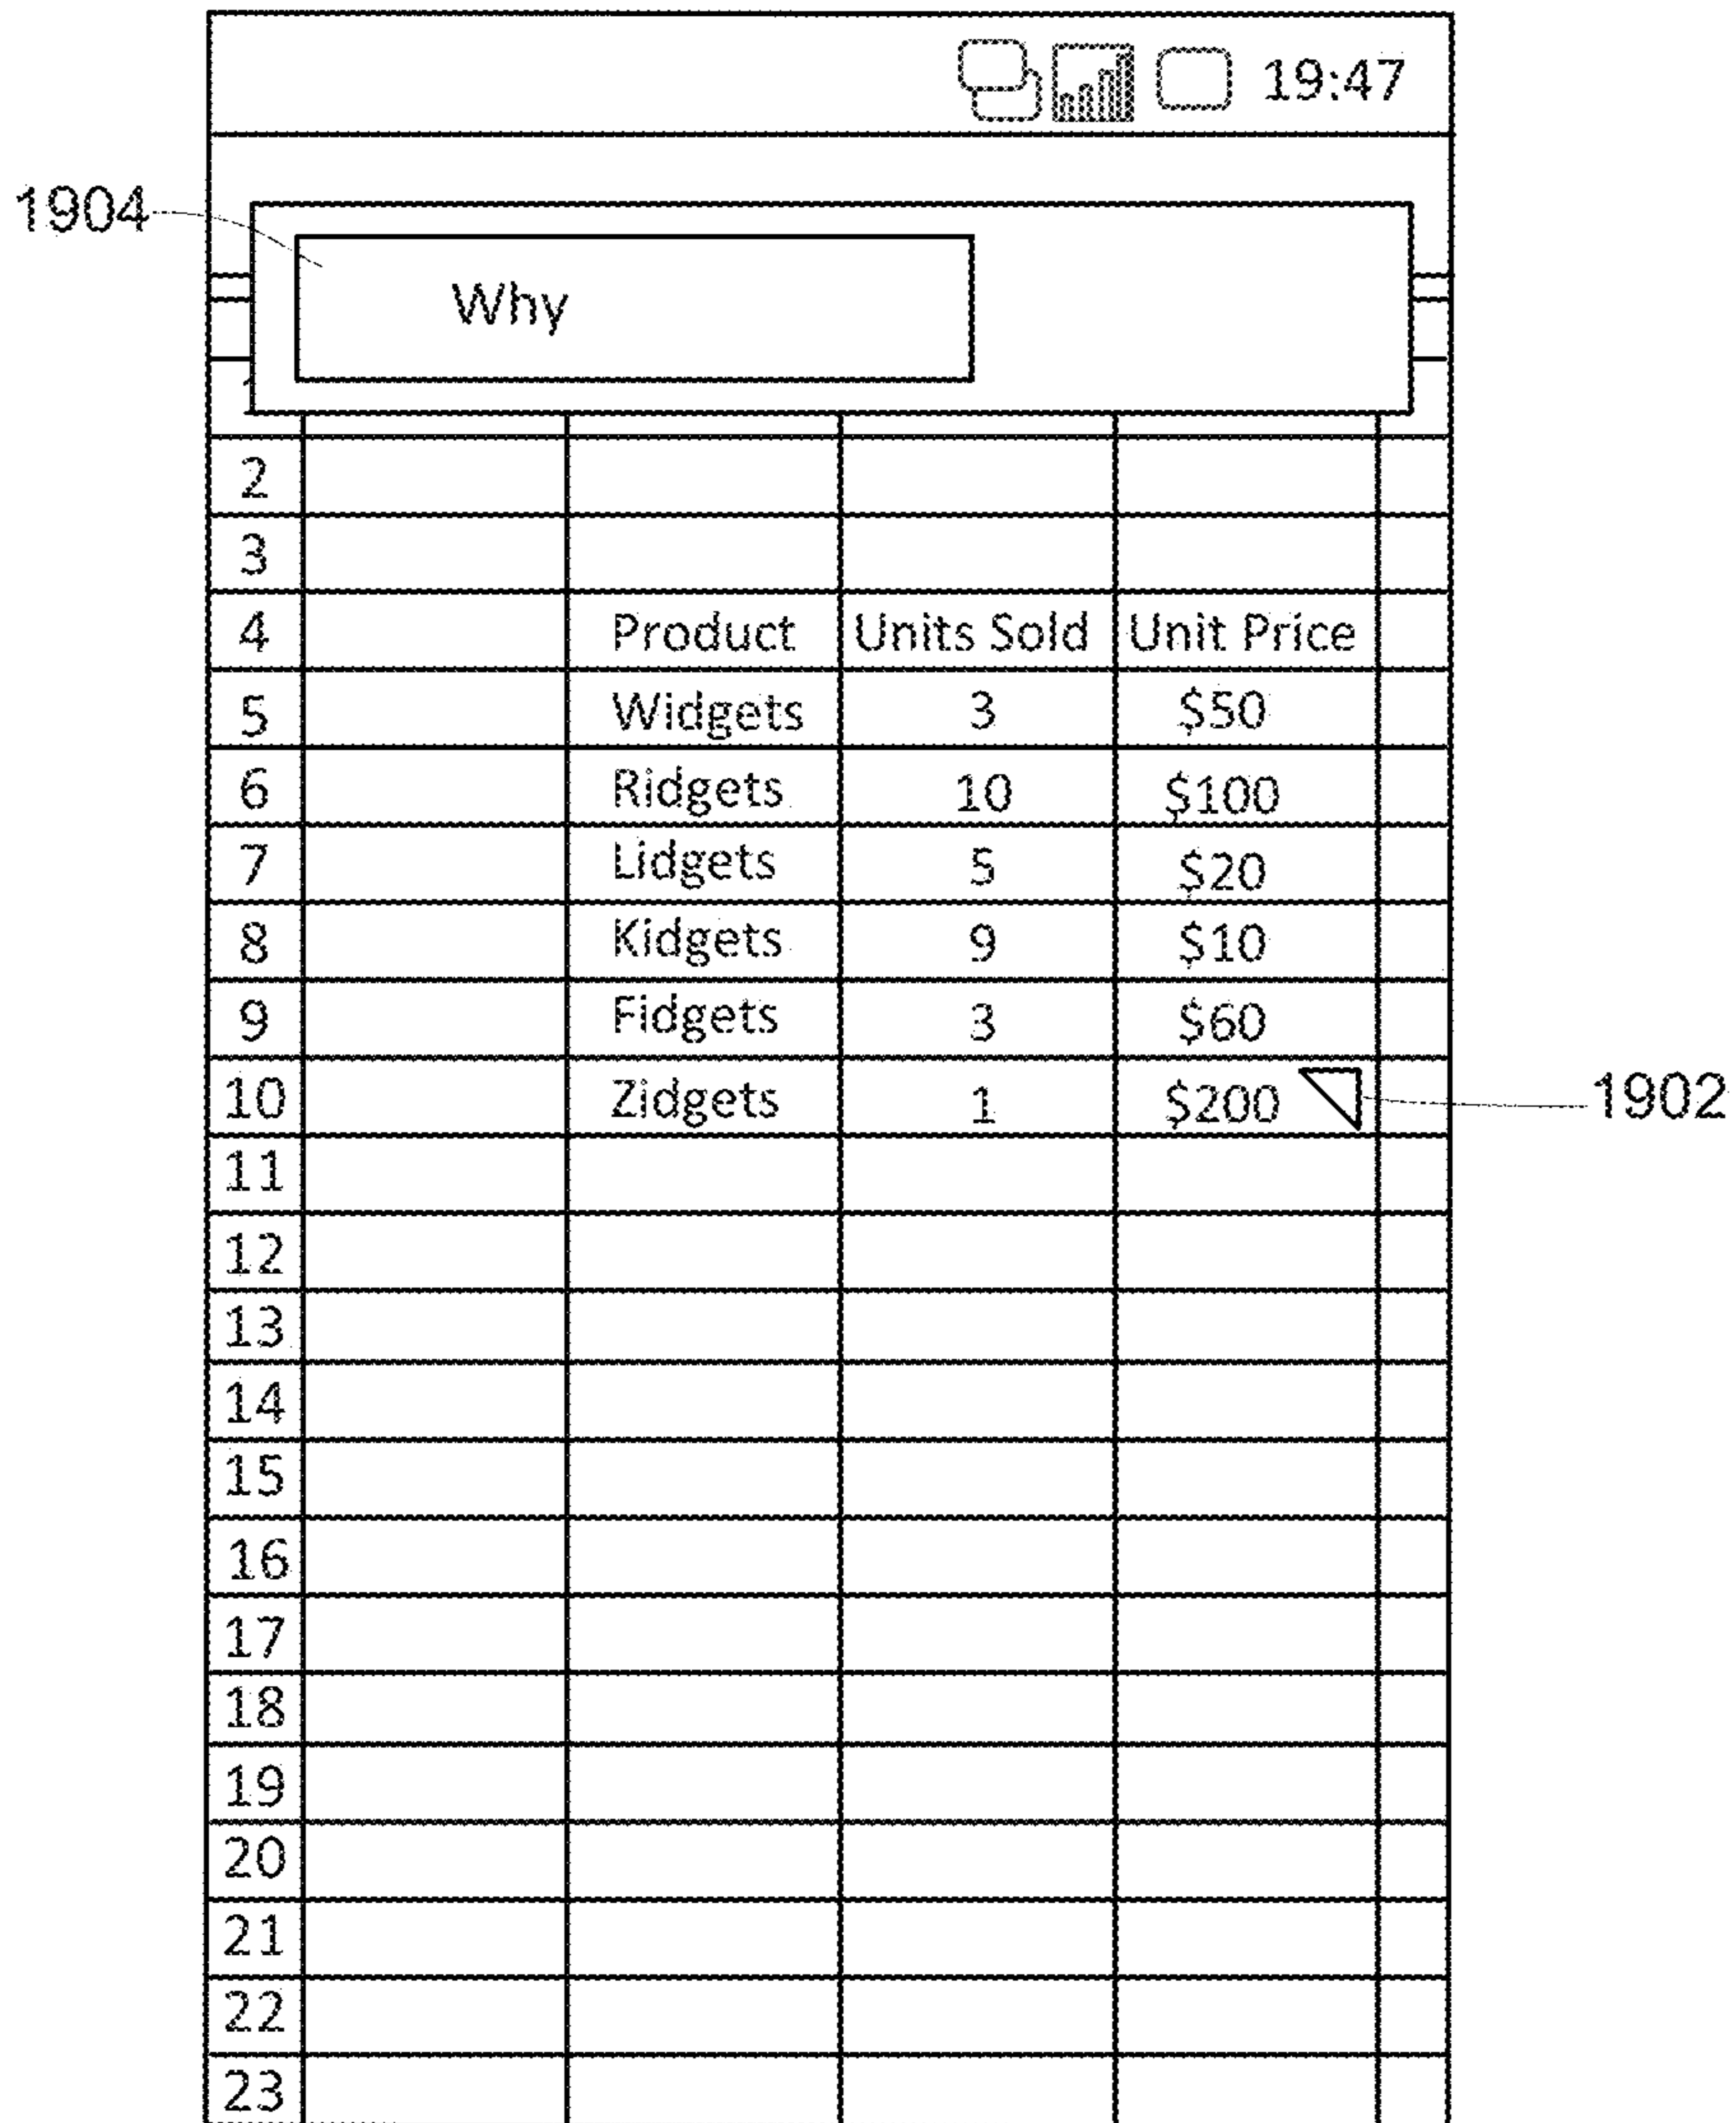 19:47
1904
Why
1
2
3
4 Product Units Sold Unit Price
5 Widgets 3 $50
6 Ridgets 10 $100
7 Lidgets 5 $20
8 Kidgets 9 $10
9 Fidgets 3 $60
10 Zidgets 1 $200 1902
11
12
13
14
15
16
17
18
19
20
21
22
23